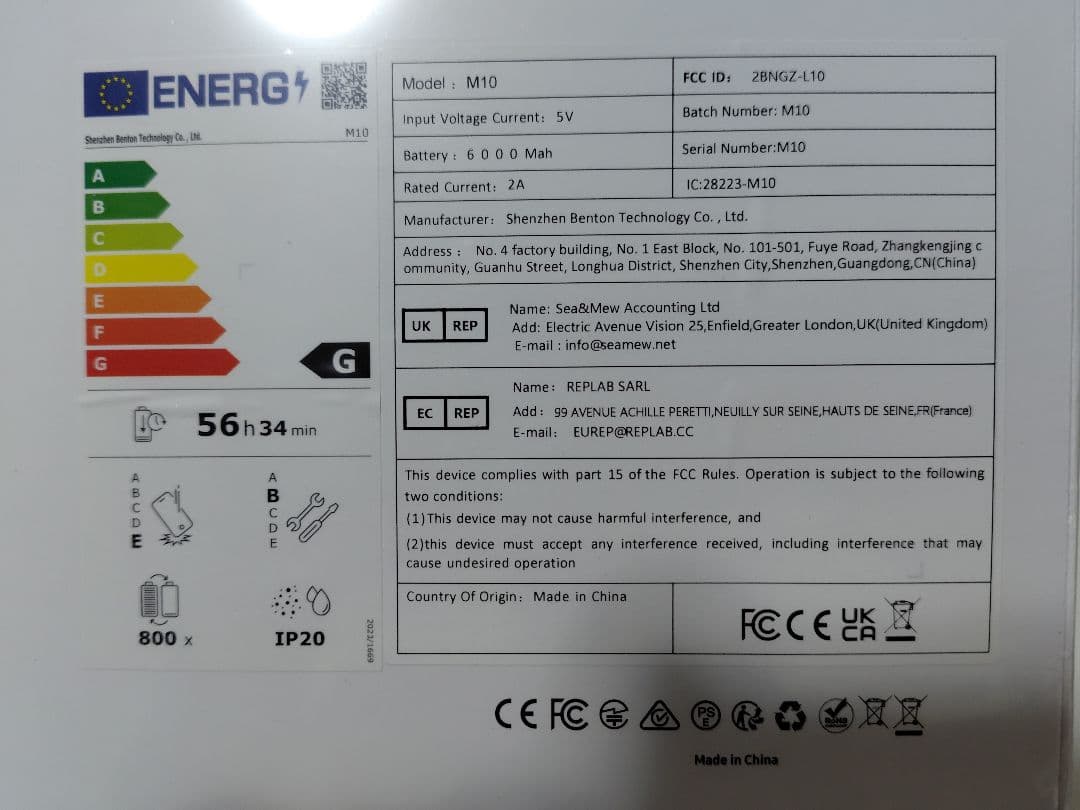 ENERG
Shenzhen Benton Technology Co., Ltd.
M10
A
B
C
D
E
F
G
G
56 h 34 min
A
B
C
D
E
A
B
C
D
E
800 x
IP20
2023/1669
Model : M10
FCC ID: 2BNGZ-L10
Input Voltage Current: 5V
Batch Number: M10
Battery : 6000 Mah
Serial Number:M10
Rated Current: 2A
IC:28223-M10
Manufacturer: Shenzhen Benton Technology Co. , Ltd.
Address : No. 4 factory building, No. 1 East Block, No. 101-501, Fuye Road, Zhangkengjing c
ommunity, Guanhu Street, Longhua District, Shenzhen City,Shenzhen,Guangdong,CN(China)
UK REP
Name: Sea&Mew Accounting Ltd
Add: Electric Avenue Vision 25,Enfield,Greater London,UK(United Kingdom)
E-mail : info@seamew.net
EC REP
Name: REPLAB SARL
Add: 99 AVENUE ACHILLE PERETTI,NEUILLY SUR SEINE,HAUTS DE SEINE,FR(France)
E-mail: EUREP@REPLAB.CC
This device complies with part 15 of the FCC Rules. Operation is subject to the following
two conditions:
(1)This device may not cause harmful interference, and
(2)this device must accept any interference received, including interference that may
cause undesired operation
Country Of Origin: Made in China
FC CE UK
CA
CE FC
PS
E
RoHS
Made in China